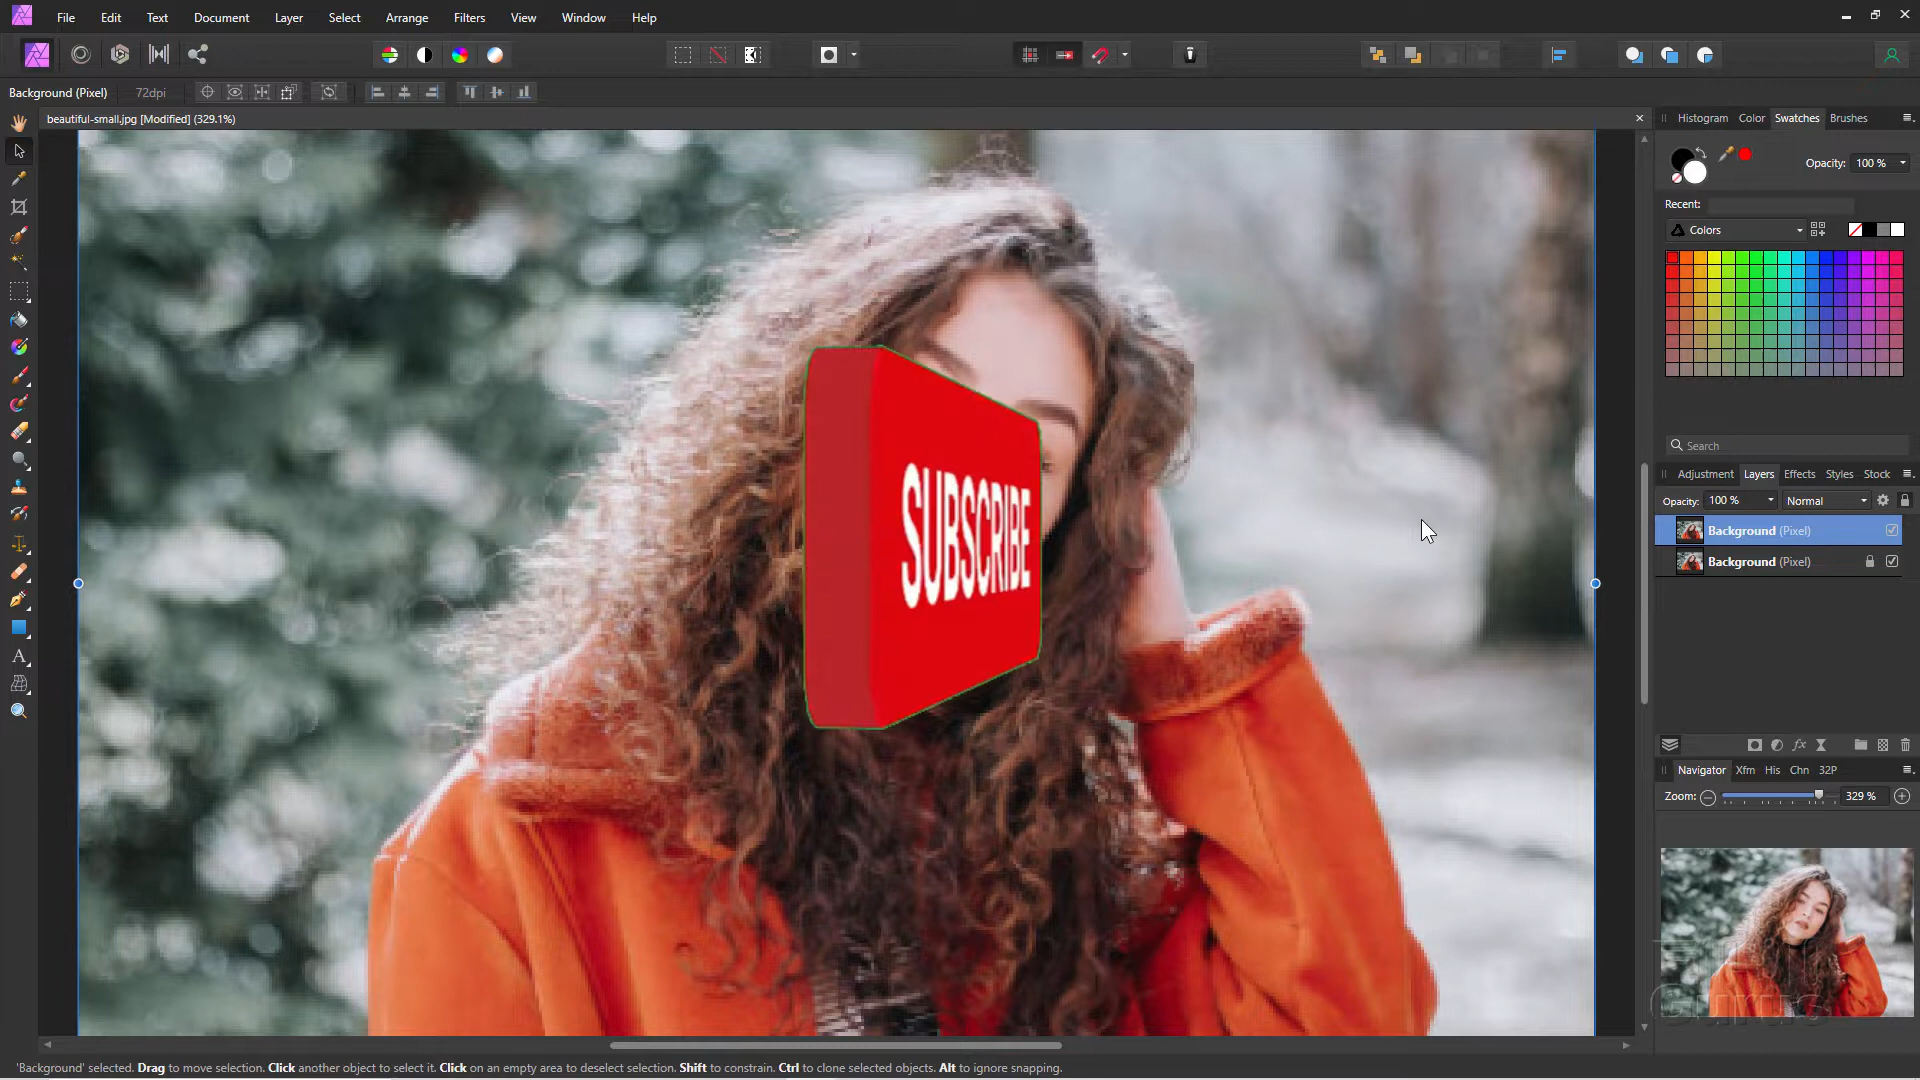 File Edit Text Document Layer Select Arrange Filters View Window Help
Background (Pixel) 72dpi
beautiful-small.jpg [Modified] (329.1%)
Histogram Color Swatches Brushes
Opacity: 100 %
Recent:
Colors
SUBSCRIBE
Search
Adjustment Layers Effects Styles Stock
Opacity: 100 % Normal
Background (Pixel)
Background (Pixel)
fx
Navigator Xfm His Chn 32P
Zoom: 329 %
Gurus
'Background' selected. Drag to move selection. Click another object to select it. Click on an empty area to deselect selection. Shift to constrain. Ctrl to clone selected objects. Alt to ignore snapping.